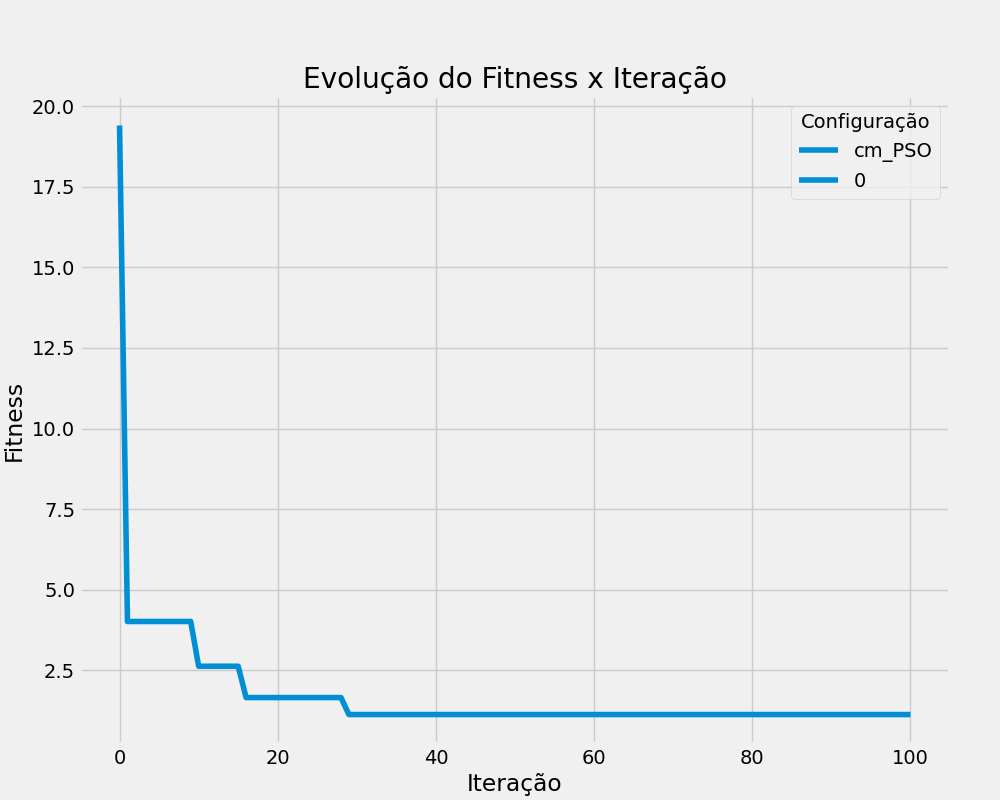 Evolução do Fitness x Iteração
Configuração
cm_PSO
0
Fitness
20.0
17.5
15.0
12.5
10.0
7.5
5.0
2.5
0 20 40 60 80 100
Iteração